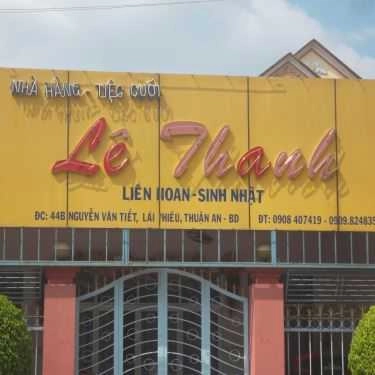 NHÀ HÀNG - TIỆC CƯỚI
Lê Thanh
LIÊN HOAN - SINH NHẬT
ĐC: 44B NGUYỄN VĂN TIẾT, LÁI THIÊU, THUẬN AN - BD ĐT: 0908 407419 - 0909.824835